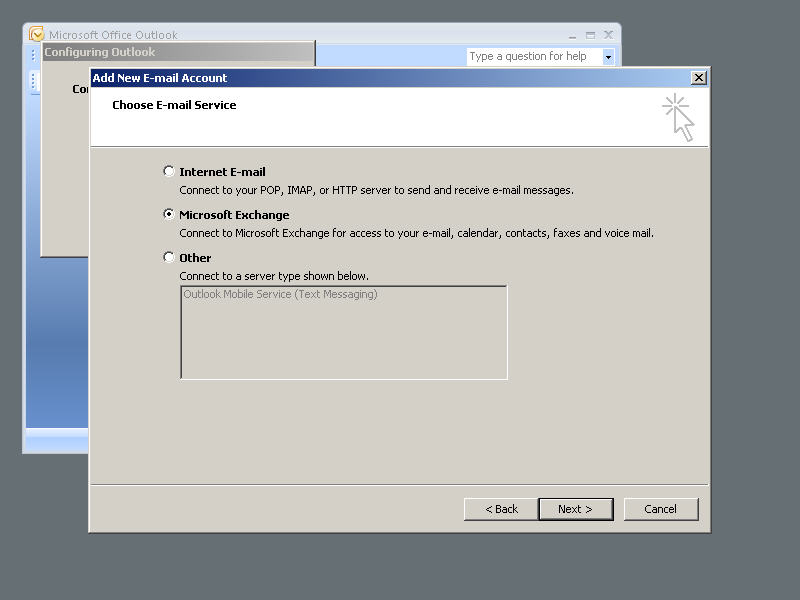 Microsoft Office Outlook
Configuring Outlook
Type a question for help
Add New E-mail Account
Choose E-mail Service
Internet E-mail
Connect to your POP, IMAP, or HTTP server to send and receive e-mail messages.
Microsoft Exchange
Connect to Microsoft Exchange for access to your e-mail, calendar, contacts, faxes and voice mail.
Other
Connect to a server type shown below.
Outlook Mobile Service (Text Messaging)
< Back
Next >
Cancel